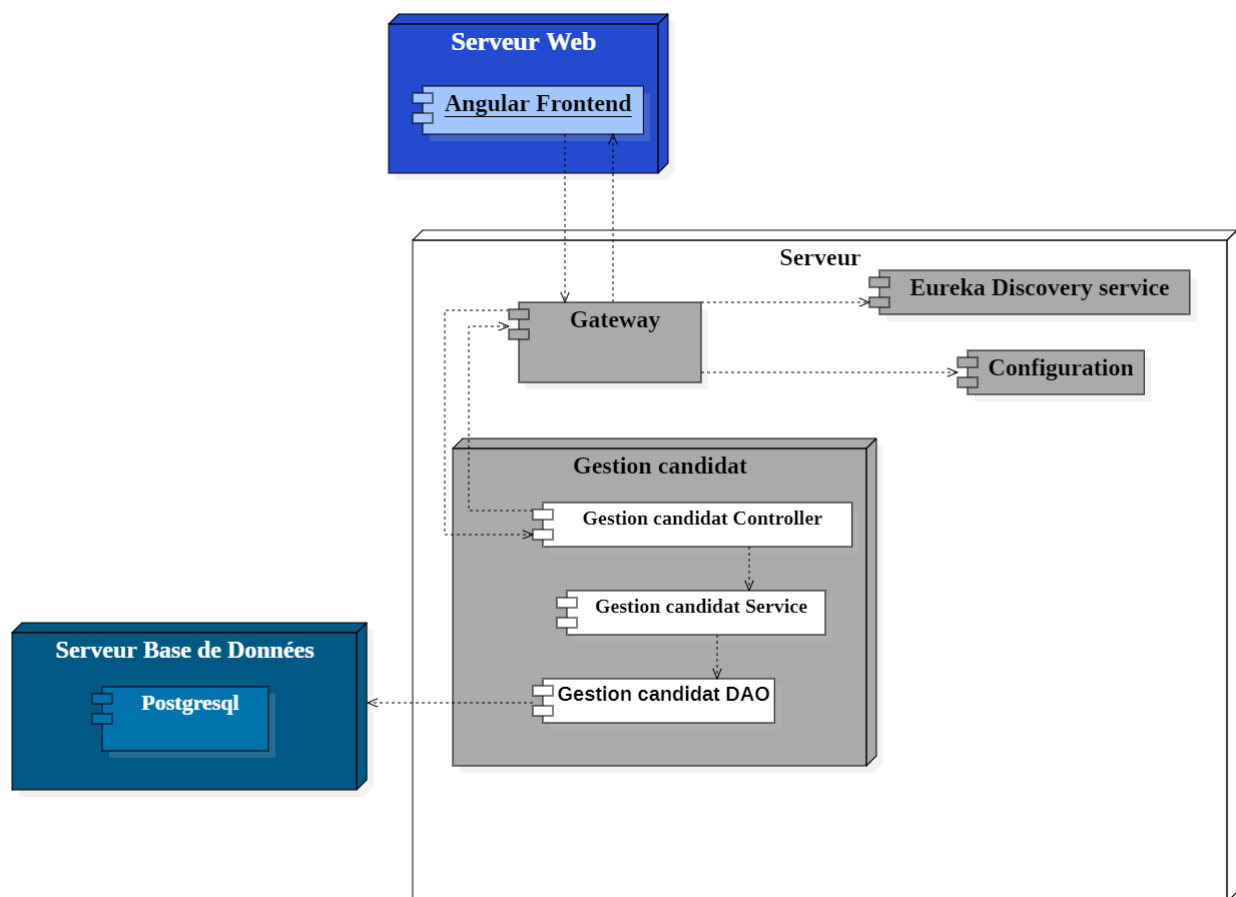 Serveur Web
Angular Frontend
Serveur
Eureka Discovery service
Gateway
Configuration
Gestion candidat
Gestion candidat Controller
Gestion candidat Service
Serveur Base de Données
Postgresql
Gestion candidat DAO